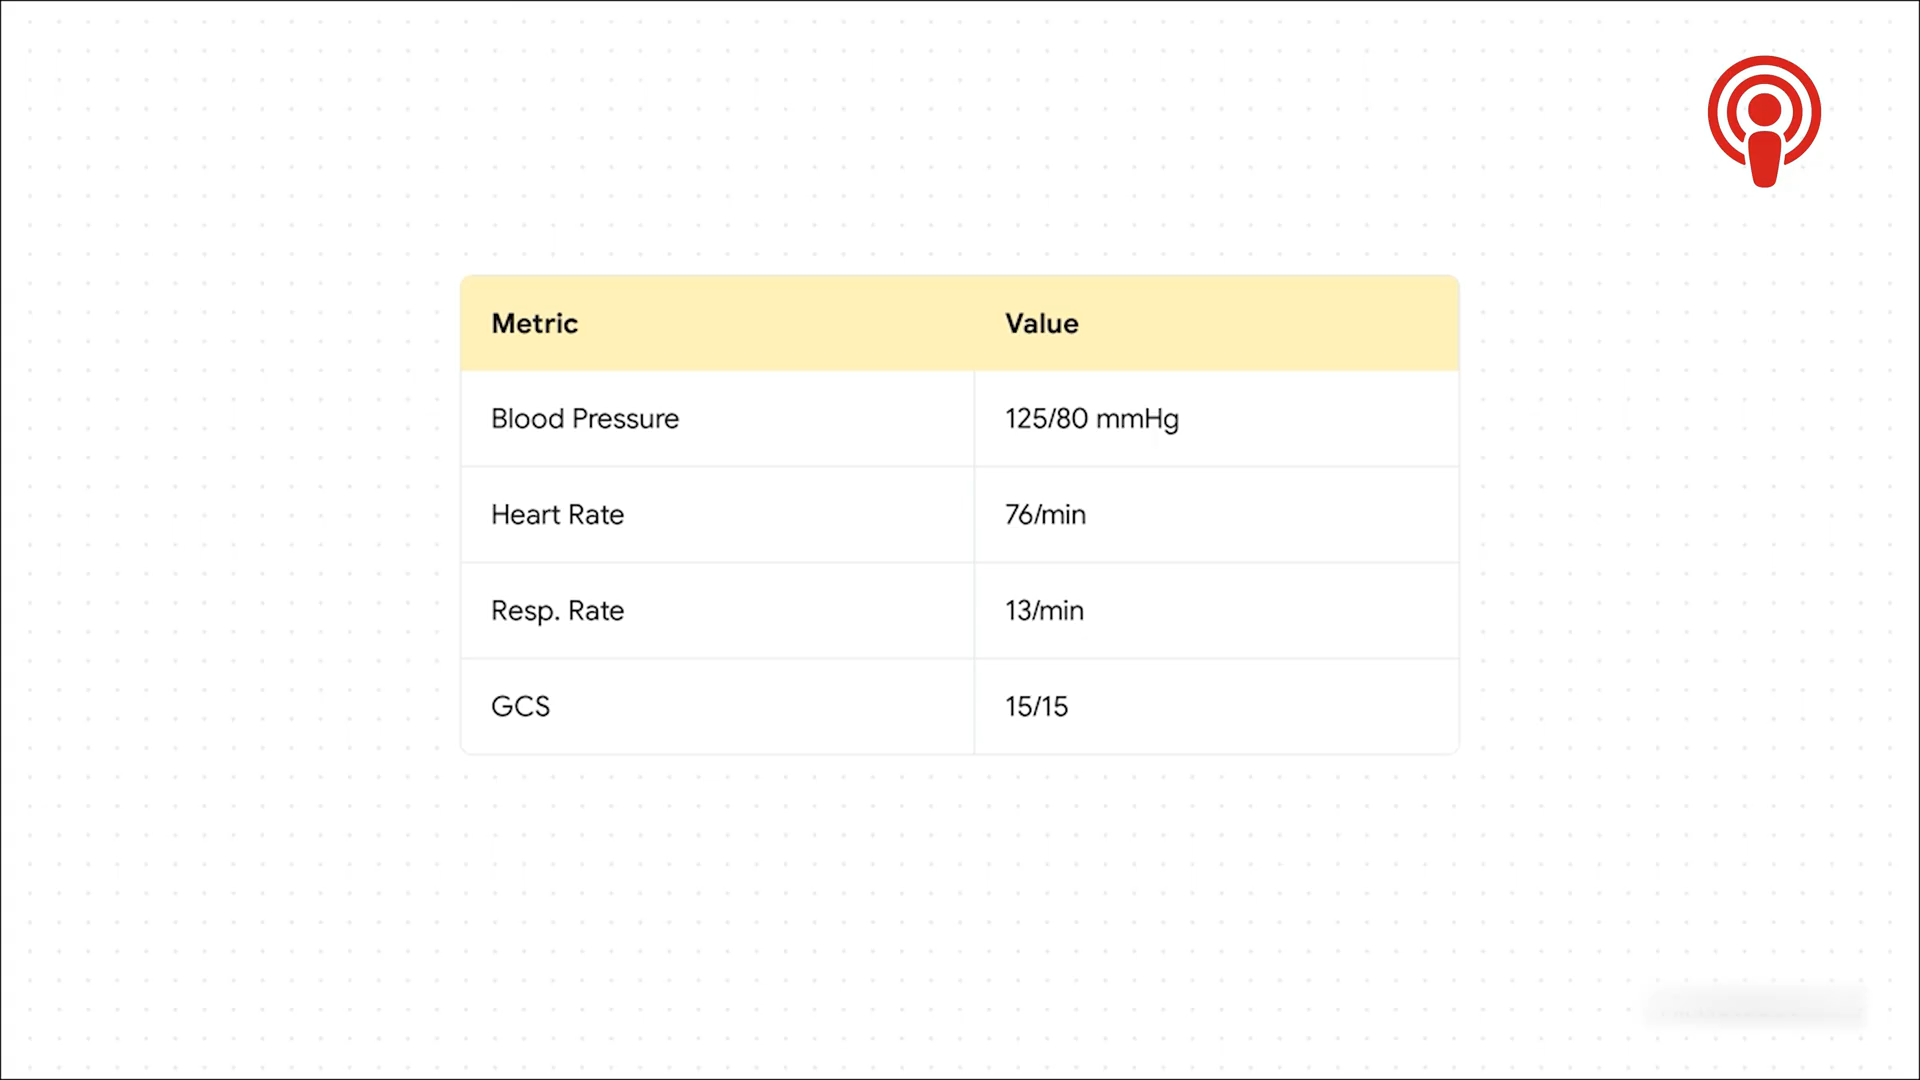 Metric Value
Blood Pressure 125/80 mmHg
Heart Rate 76/min
Resp. Rate 13/min
GCS 15/15